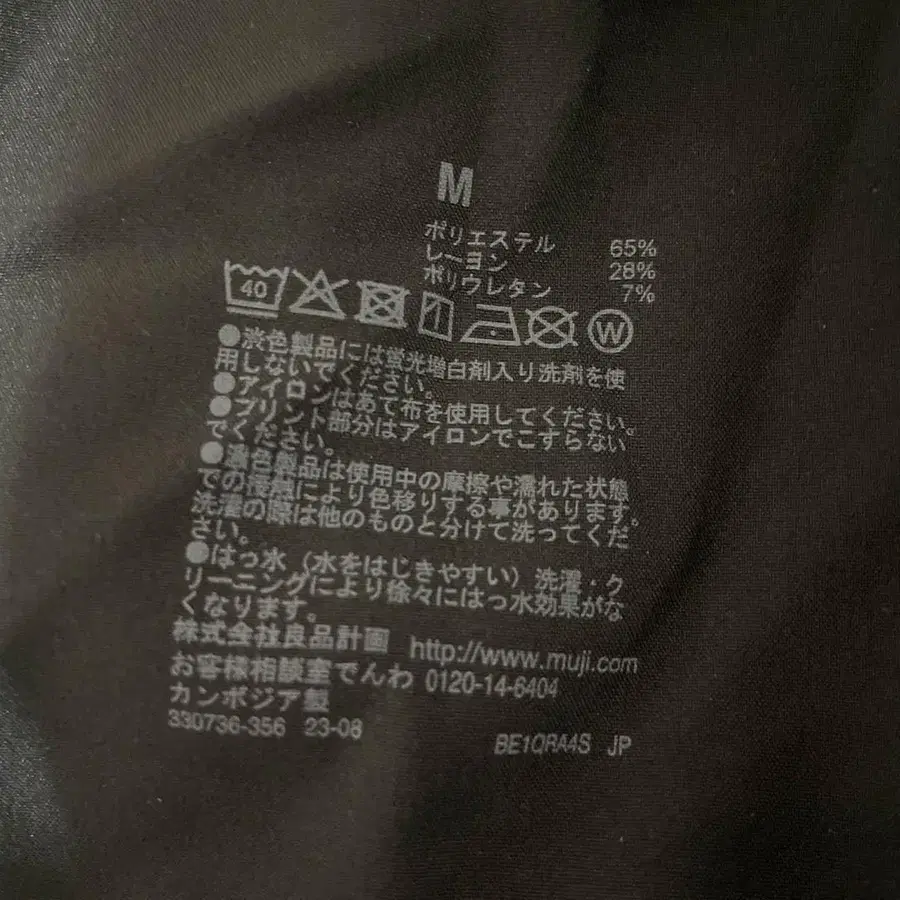 M
ポリエステル 65%
レーヨン 28%
ポリウレタン 7%
40 W
●淡色製品には蛍光増白剤入り洗剤を使
用しないでください。
●アイロンはあて布を使用してください。
●プリント部分はアイロンでこすらない
でください。
●濃色製品は使用中の摩擦や濡れた状態
での接触により色移りする事があります。
洗濯の際は他のものと分けて洗ってくだ
さい。
●はっ水（水をはじきやすい）洗濯・ク
リーニングにより徐々にはっ水効果がな
くなります。
株式会社良品計画 http://www.muji.com
お客様相談室でんわ 0120-14-6404
カンボジア製
330736-356 23-08
BE1QRA4S JP